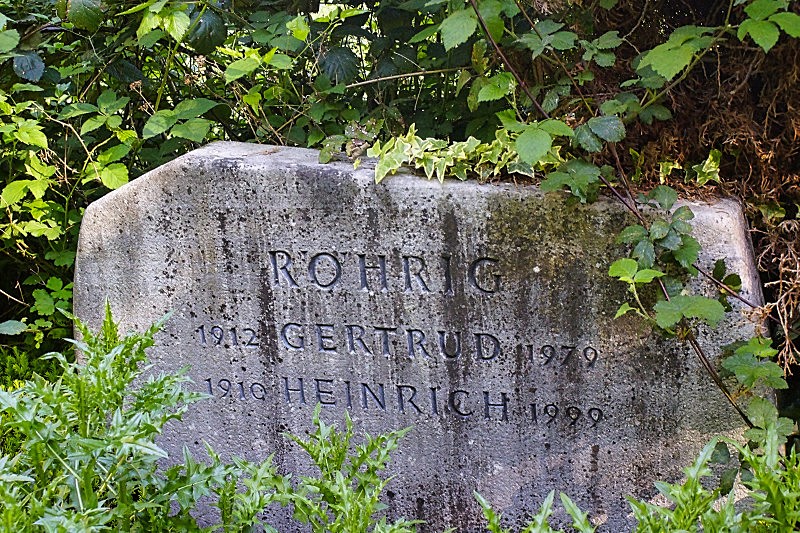 RÖHRIG
1912 GERTRUD 1979
1910 HEINRICH 1999